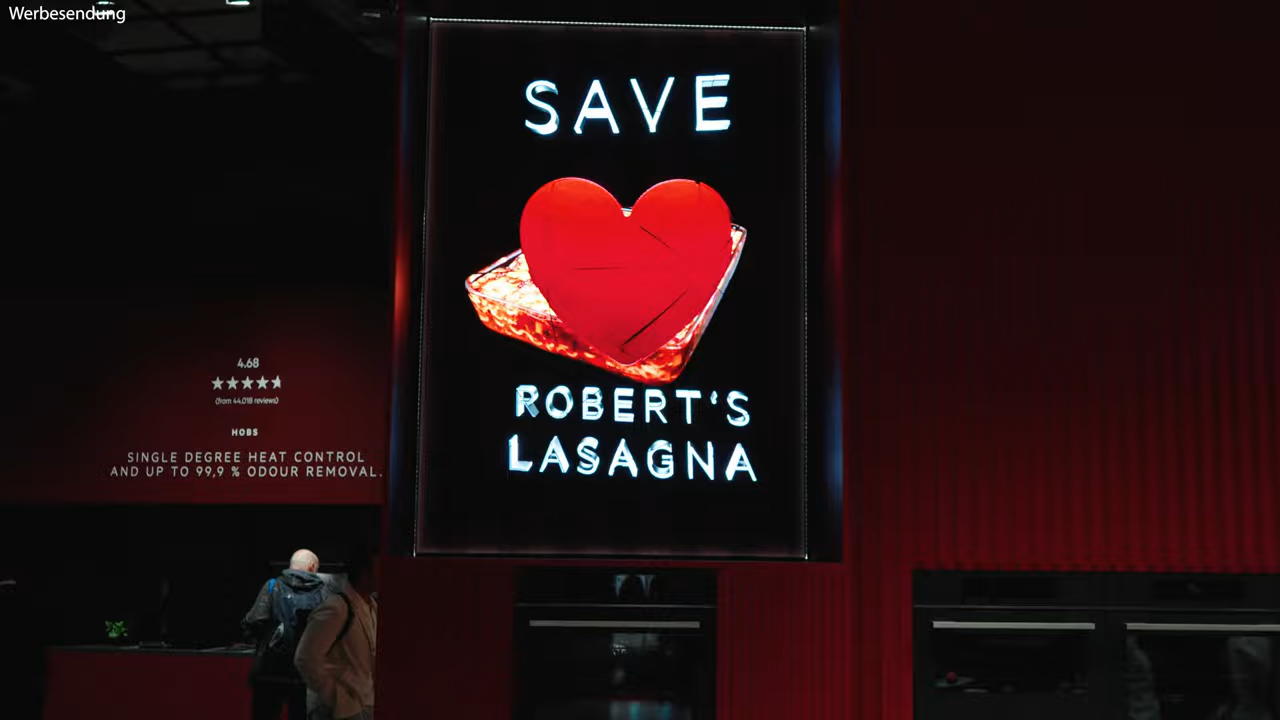 Werbesendung
SAVE
ROBERT'S
LASAGNA
4.68
(from 44,018 reviews)
HOBS
SINGLE DEGREE HEAT CONTROL
AND UP TO 99,9 % ODOUR REMOVAL.